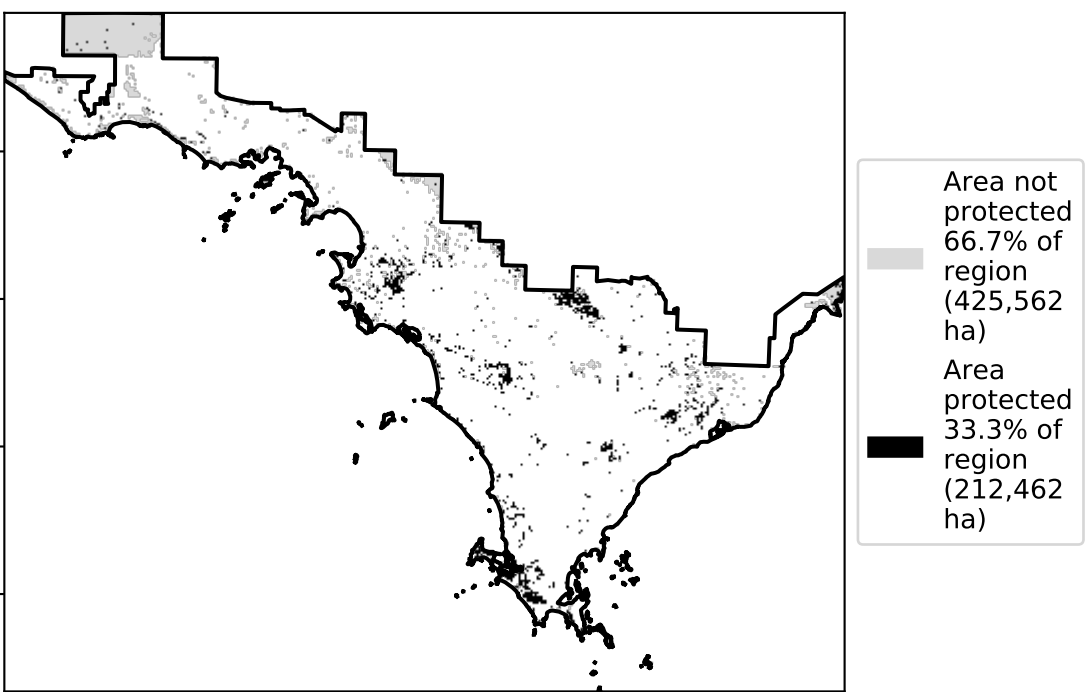 Area not
protected
66.7% of
region
(425,562
ha)
Area
protected
33.3% of
region
(212,462
ha)